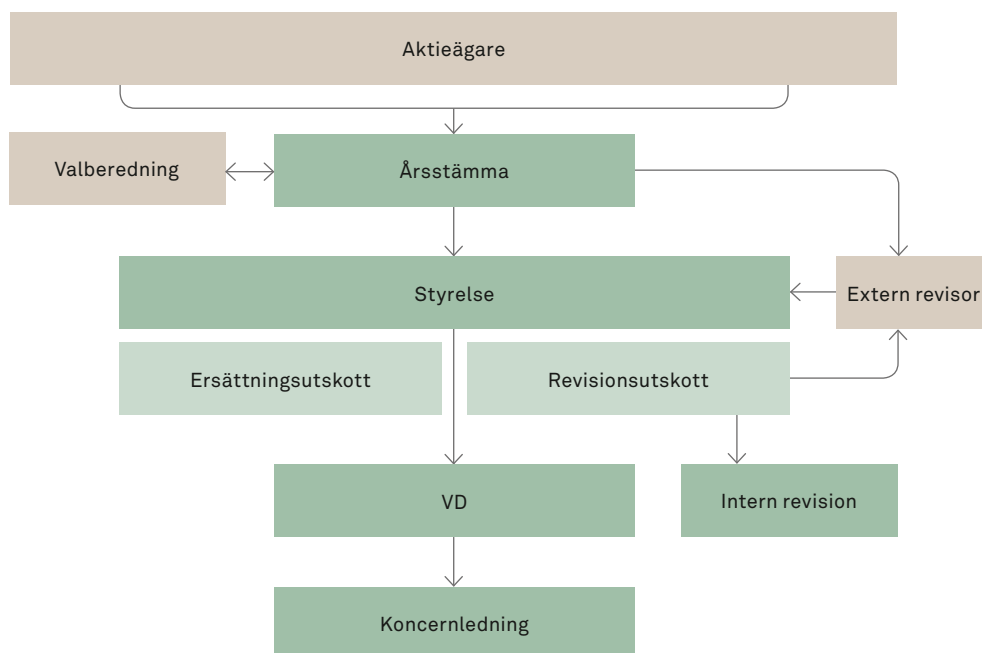 Aktieägare
Valberedning
Årsstämma
Styrelse
Extern revisor
Ersättningsutskott
Revisionsutskott
VD
Intern revision
Koncernledning